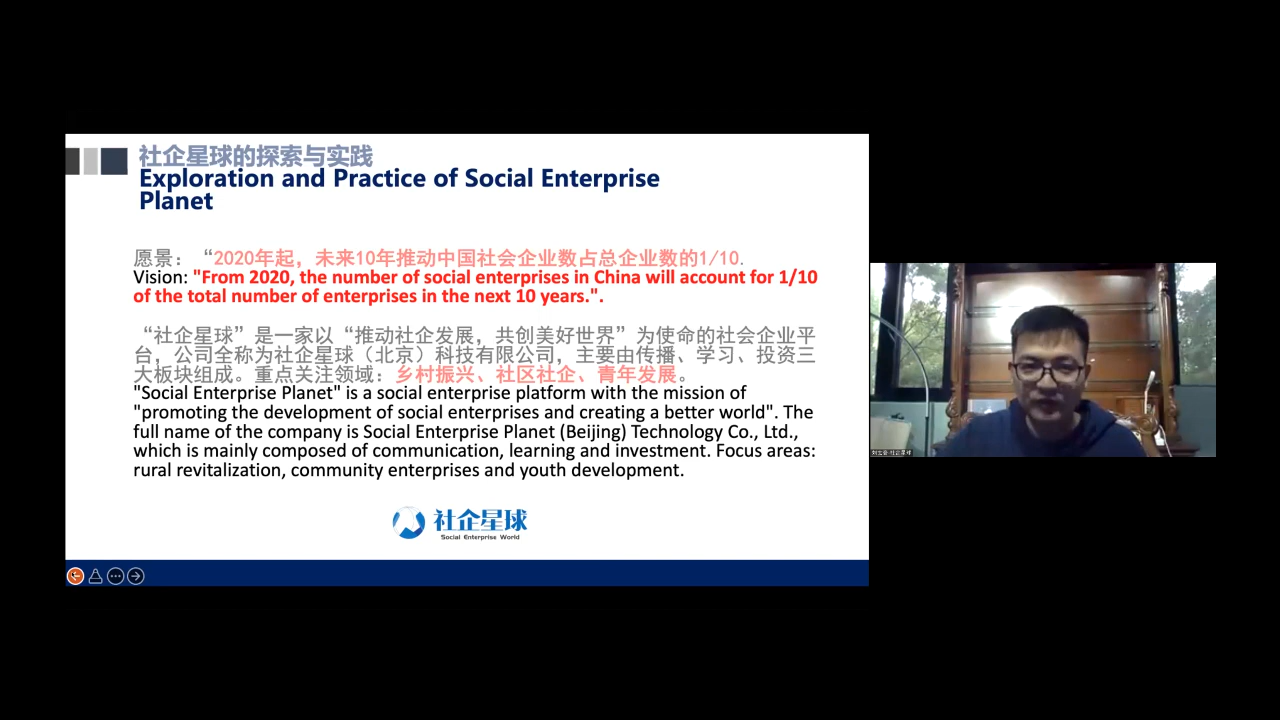 社企星球的探索与实践
Exploration and Practice of Social Enterprise
Planet
愿景：“2020年起，未来10年推动中国社会企业数占总企业数的1/10.
Vision: "From 2020, the number of social enterprises in China will account for 1/10
of the total number of enterprises in the next 10 years.".
“社企星球”是一家以“推动社企发展，共创美好世界”为使命的社会企业平
台，公司全称为社企星球（北京）科技有限公司，主要由传播、学习、投资三
大板块组成。重点关注领域：乡村振兴、社区社企、青年发展。
"Social Enterprise Planet" is a social enterprise platform with the mission of
"promoting the development of social enterprises and creating a better world". The
full name of the company is Social Enterprise Planet (Beijing) Technology Co., Ltd.,
which is mainly composed of communication, learning and investment. Focus areas:
rural revitalization, community enterprises and youth development.
社企星球
Social Enterprise World
社企星球